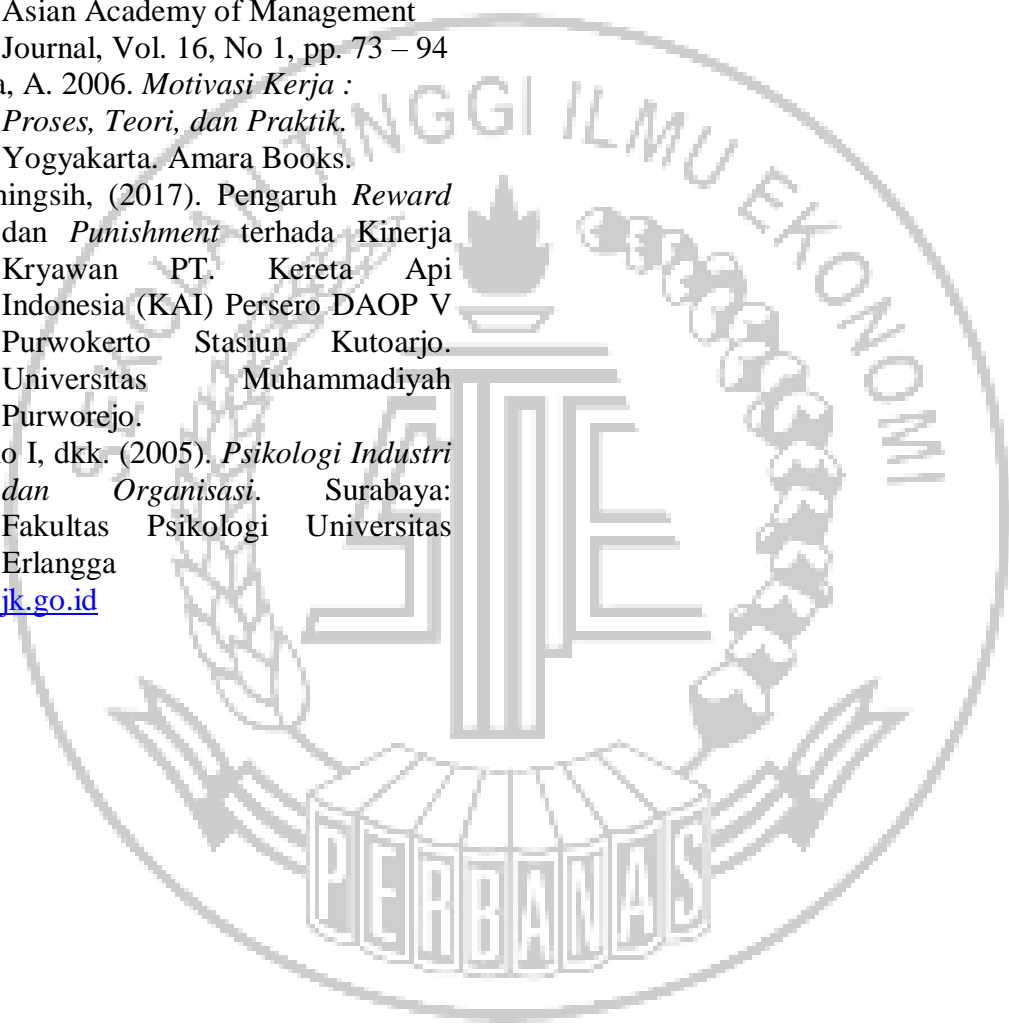 Asian Academy of Management
Journal, Vol. 16, No 1, pp. 73 – 94
a, A. 2006. Motivasi Kerja :
Proses, Teori, dan Praktik.
Yogyakarta. Amara Books.
ningsih, (2017). Pengaruh Reward
dan Punishment terhada Kinerja
Kryawan PT. Kereta Api
Indonesia (KAI) Persero DAOP V
Purwokerto Stasiun Kutoarjo.
Universitas Muhammadiyah
Purworejo.
o I, dkk. (2005). Psikologi Industri
dan Organisasi. Surabaya:
Fakultas Psikologi Universitas
Erlangga
jk.go.id
SEKOLAH TINGGI ILMU EKONOMI
PERBANAS